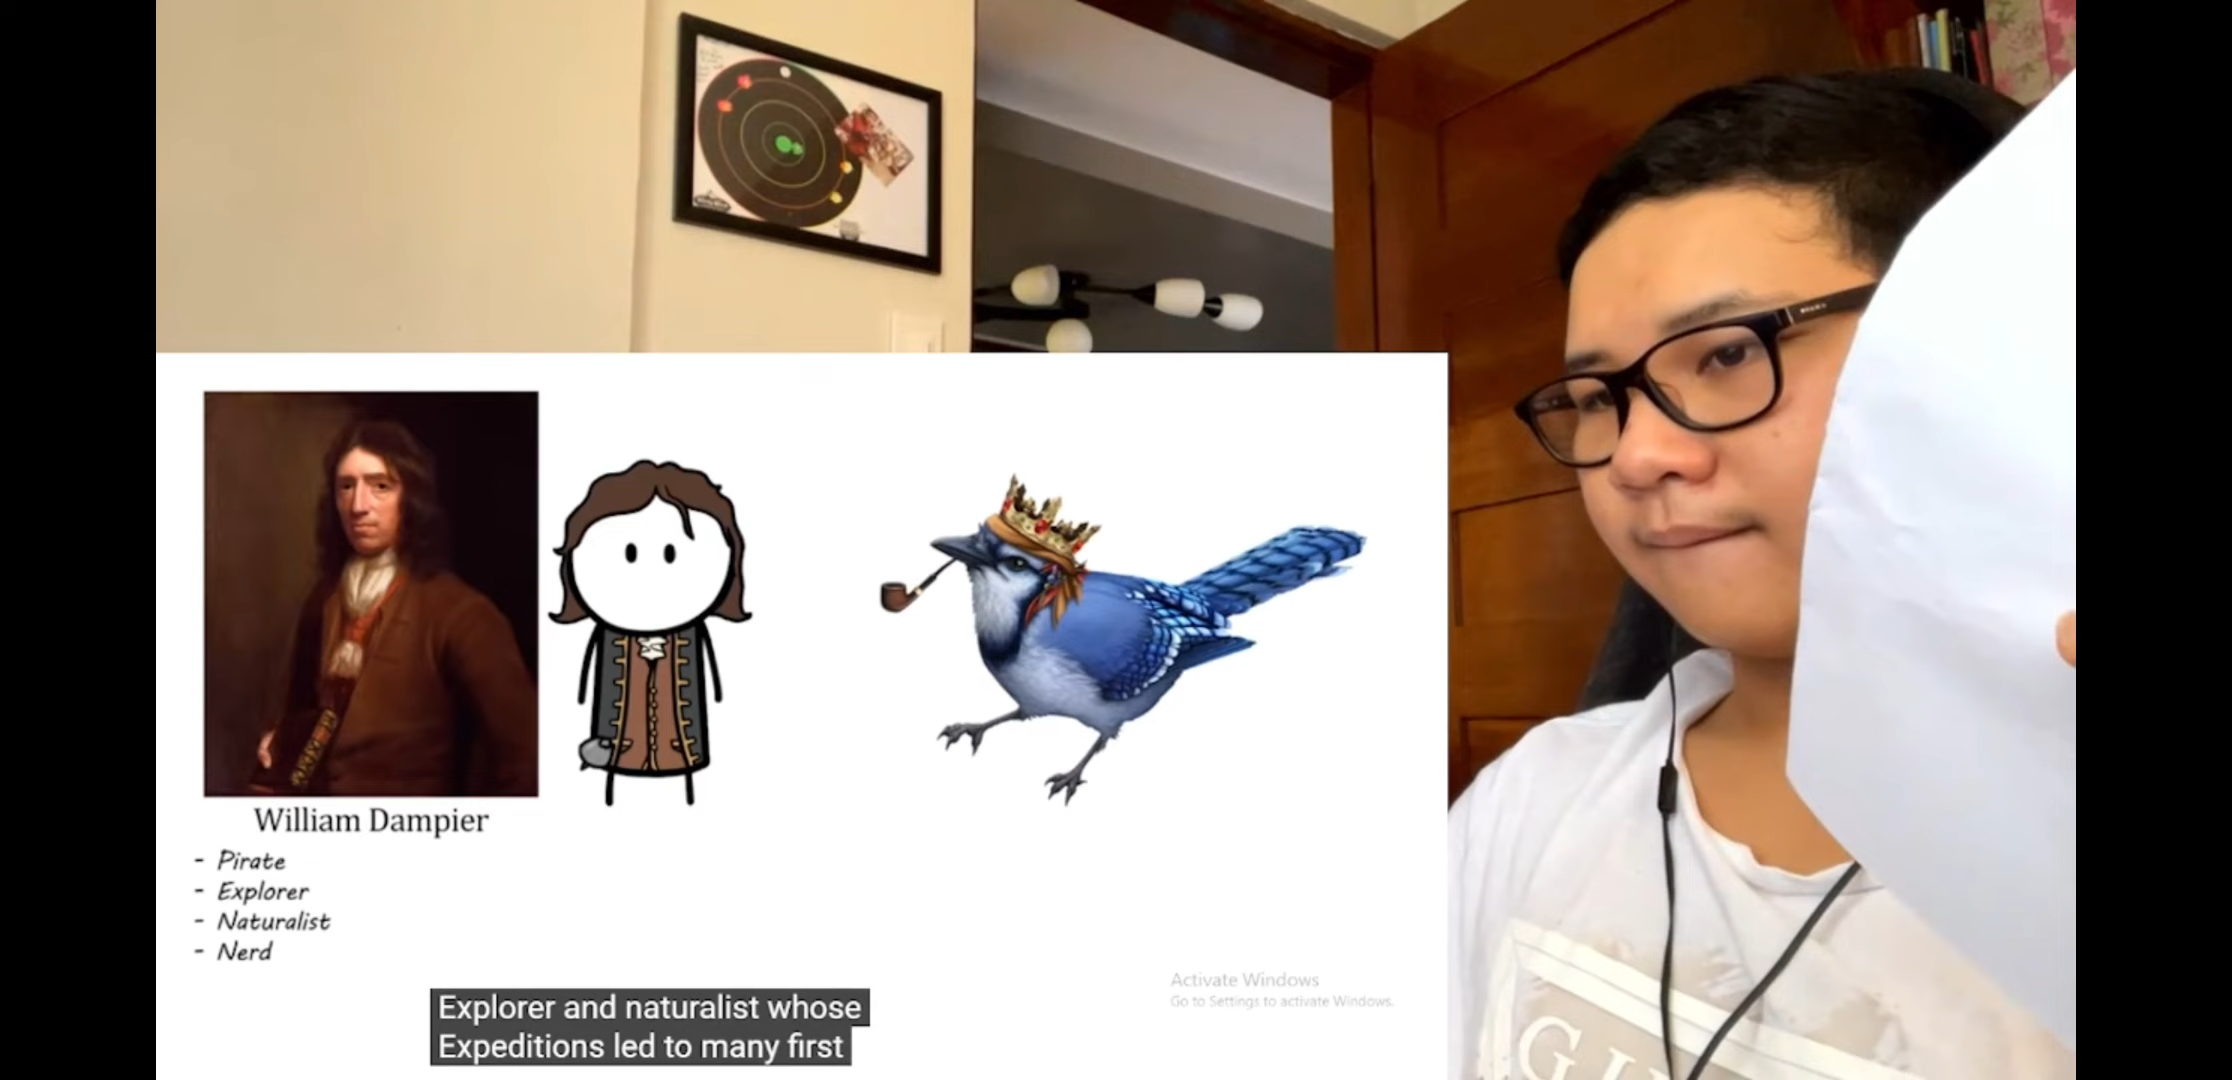 William Dampier
- Pirate
- Explorer
- Naturalist
- Nerd
Activate Windows
Go to Settings to activate Windows.
Explorer and naturalist whose
Expeditions led to many first